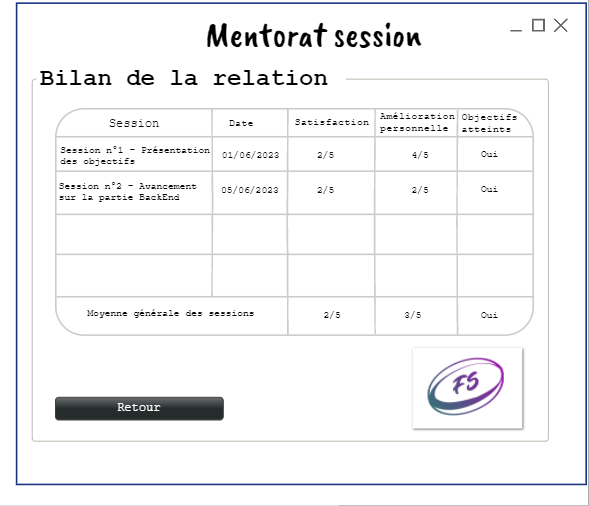 Mentorat session
Bilan de la relation
Session Date Satisfaction Amélioration personnelle Objectifs atteints
Session n°1 - Présentation des objectifs 01/06/2023 2/5 4/5 Oui
Session n°2 - Avancement sur la partie BackEnd 05/06/2023 2/5 2/5 Oui
Moyenne générale des sessions 2/5 3/5 Oui
FS
Retour